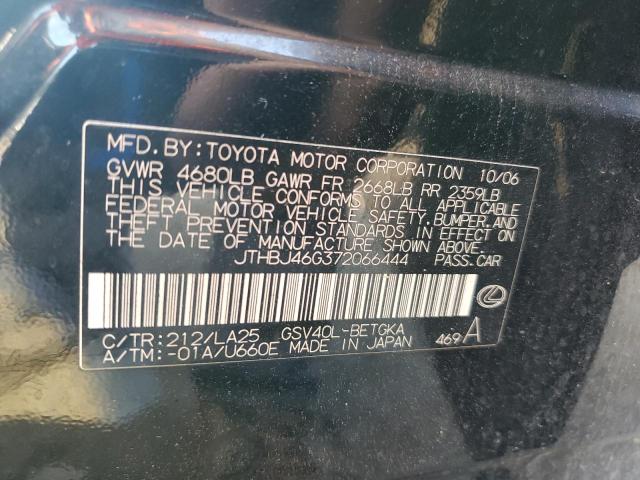 MFD. BY: TOYOTA MOTOR CORPORATION 10/06
GVWR 4680LB GAWR FR 2668LB RR 2359LB
THIS VEHICLE CONFORMS TO ALL APPLICABLE
FEDERAL MOTOR VEHICLE SAFETY, BUMPER, AND
THEFT PREVENTION STANDARDS IN EFFECT ON
THE DATE OF MANUFACTURE SHOWN ABOVE.
JTHBJ46G372066444 PASS. CAR
C/TR: 212/LA25 GSV40L-BETGKA
A/TM: -01A/U660E MADE IN JAPAN 469 A